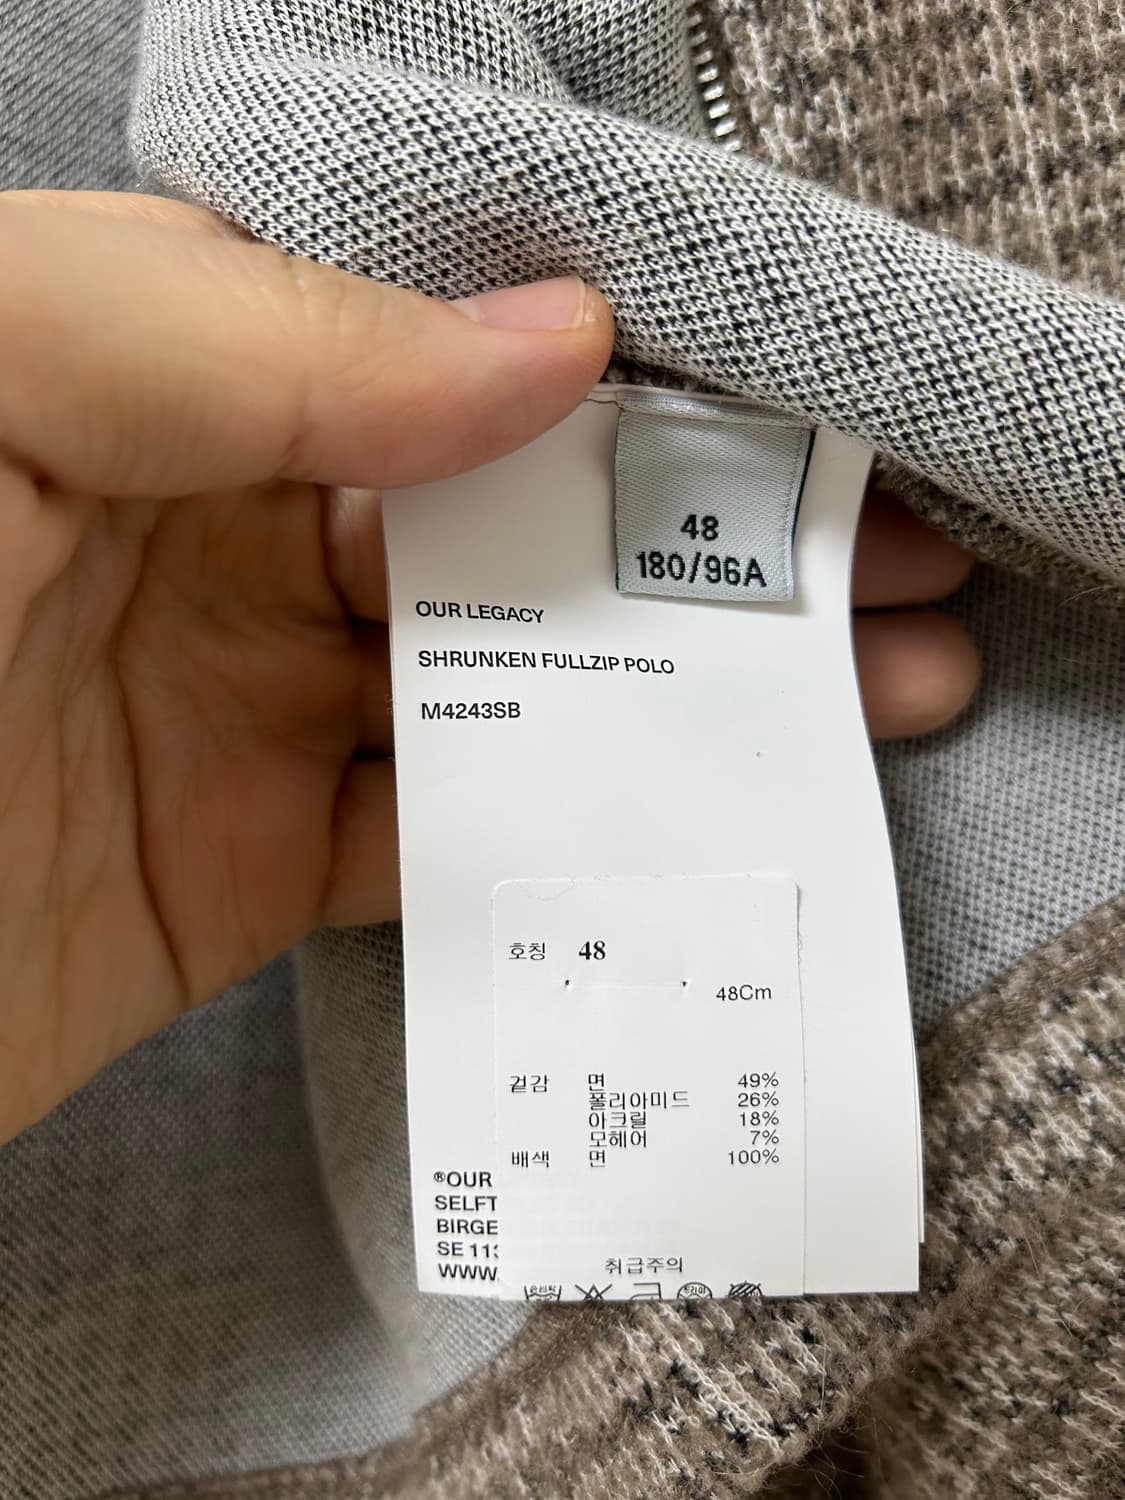 48
180/96A
OUR LEGACY
SHRUNKEN FULLZIP POLO
M4243SB
호칭 48
48Cm
겉감 면 49%
폴리아미드 26%
아크릴 18%
모헤어 7%
배색 면 100%
®OUR
SELFT
BIRGE
SE 113
WWW.
취급주의